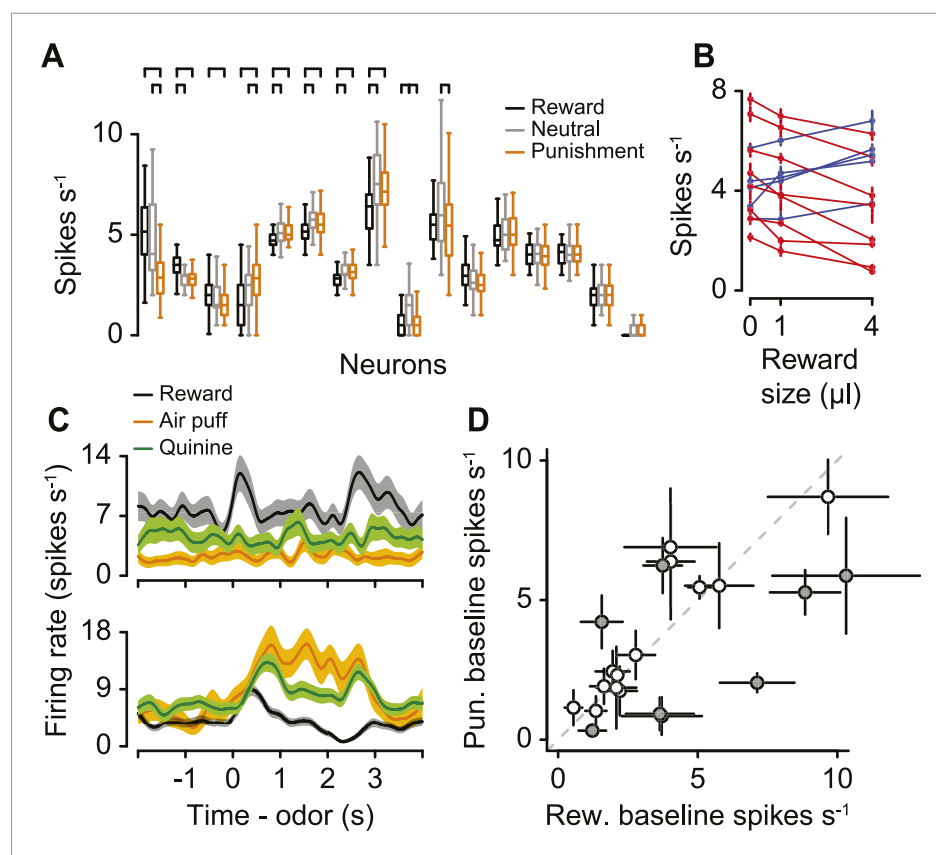 A
Reward
Neutral
Punishment
10
5
0
Spikes s⁻¹
Neurons
B
8
4
0
Spikes s⁻¹
0 1 4
Reward
size (µl)
C
Reward
Air puff
Quinine
14
7
0
18
9
0
Firing rate (spikes s⁻¹)
-1 0 1 2 3
Time - odor (s)
D
10
5
0
Pun. baseline spikes s⁻¹
0 5 10
Rew. baseline spikes s⁻¹